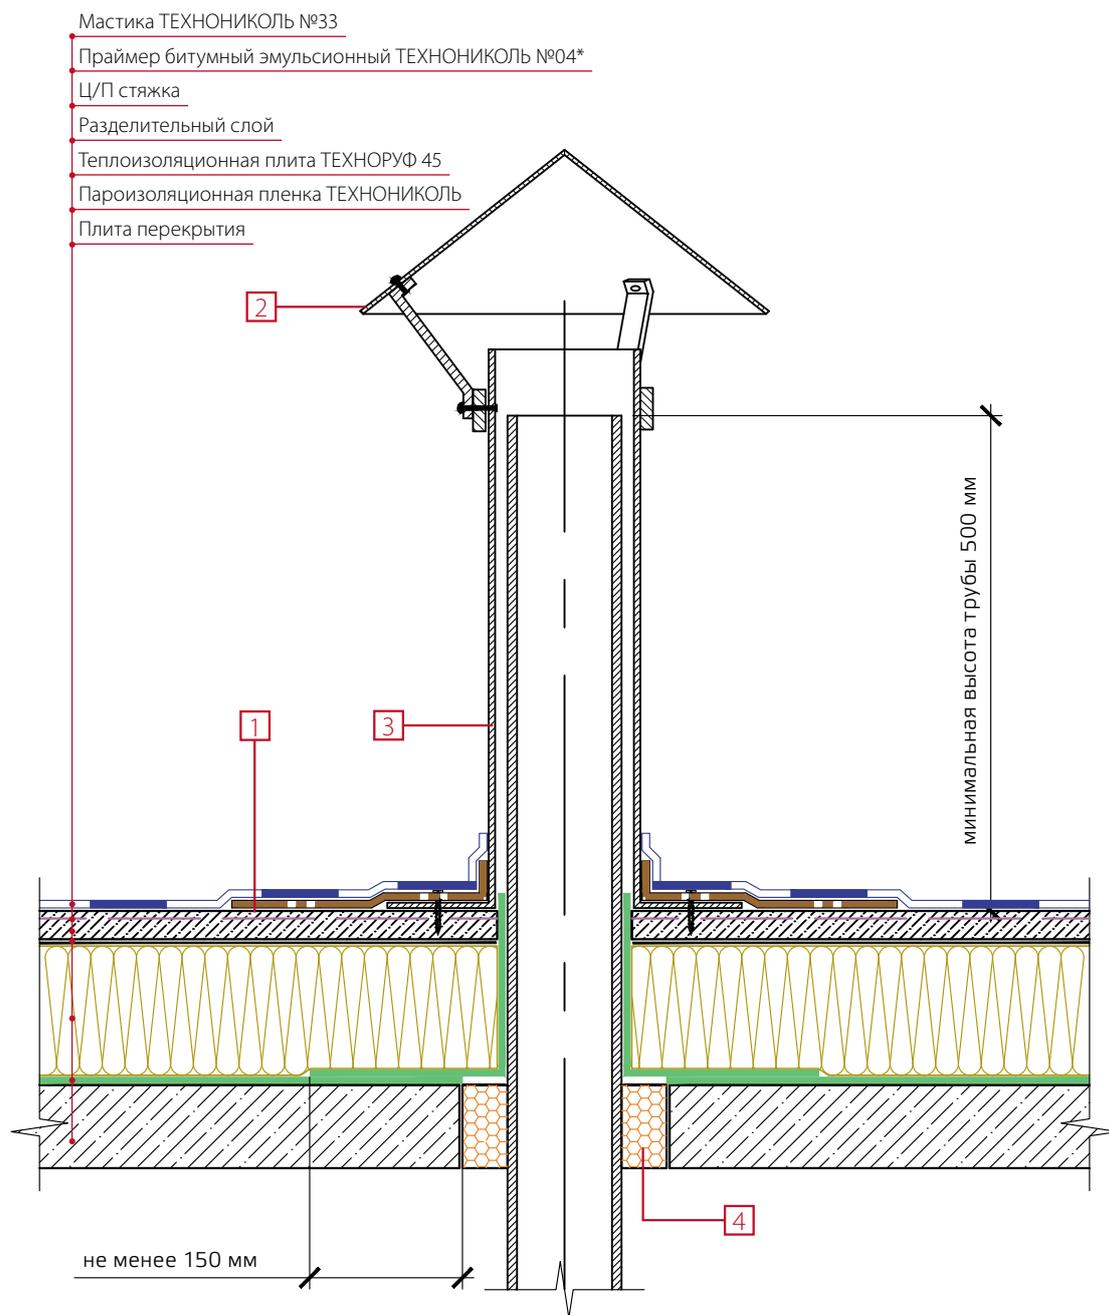 Мастика ТЕХНОНИКОЛЬ №33
Праймер битумный эмульсионный ТЕХНОНИКОЛЬ №04*
Ц/П стяжка
Разделительный слой
Теплоизоляционная плита ТЕХНОРУФ 45
Пароизоляционная пленка ТЕХНОНИКОЛЬ
Плита перекрытия
2
минимальная высота трубы 500 мм
1
3
4
не менее 150 мм